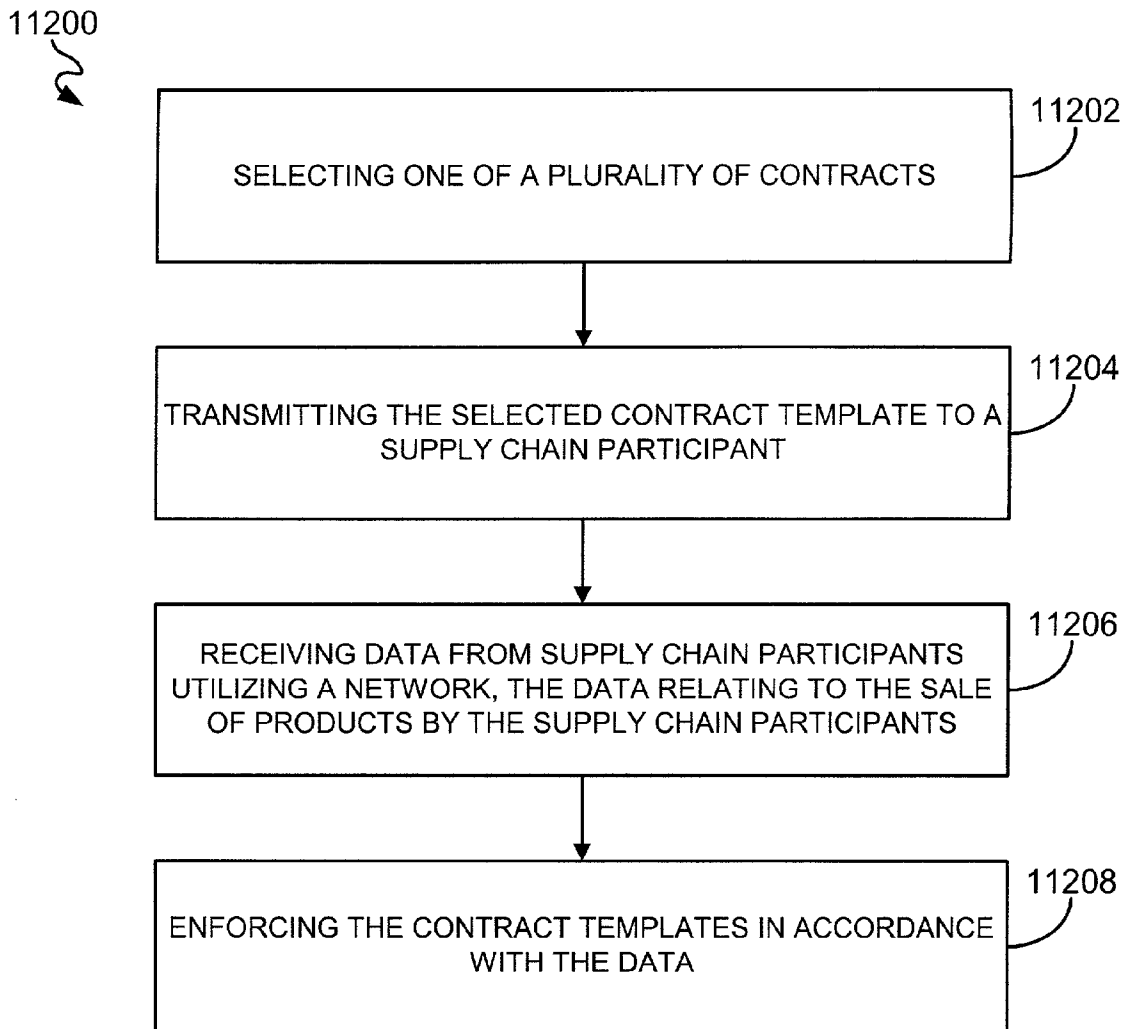 11200
11202
SELECTING ONE OF A PLURALITY OF CONTRACTS
11204
TRANSMITTING THE SELECTED CONTRACT TEMPLATE TO A
SUPPLY CHAIN PARTICIPANT
11206
RECEIVING DATA FROM SUPPLY CHAIN PARTICIPANTS
UTILIZING A NETWORK, THE DATA RELATING TO THE SALE
OF PRODUCTS BY THE SUPPLY CHAIN PARTICIPANTS
11208
ENFORCING THE CONTRACT TEMPLATES IN ACCORDANCE
WITH THE DATA